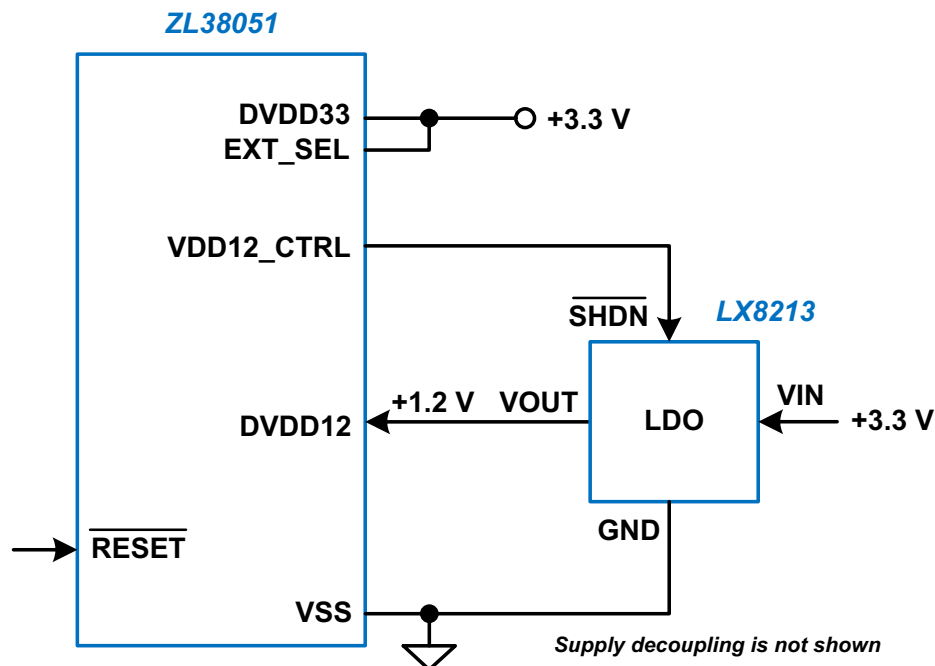 ZL38051
DVDD33
+3.3 V
EXT_SEL
VDD12_CTRL
SHDN
LX8213
+1.2 V
VOUT
VIN
DVDD12
LDO
+3.3 V
GND
RESET
VSS
Supply decoupling is not shown